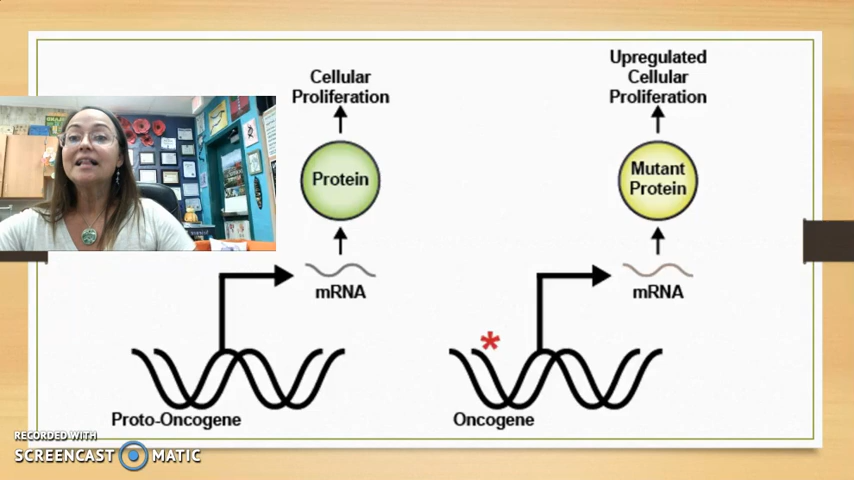 Cellular
Proliferation
Protein
mRNA
Proto-Oncogene
Upregulated
Cellular
Proliferation
Mutant
Protein
mRNA
*
Oncogene
RECORDED WITH
SCREENCAST MATIC